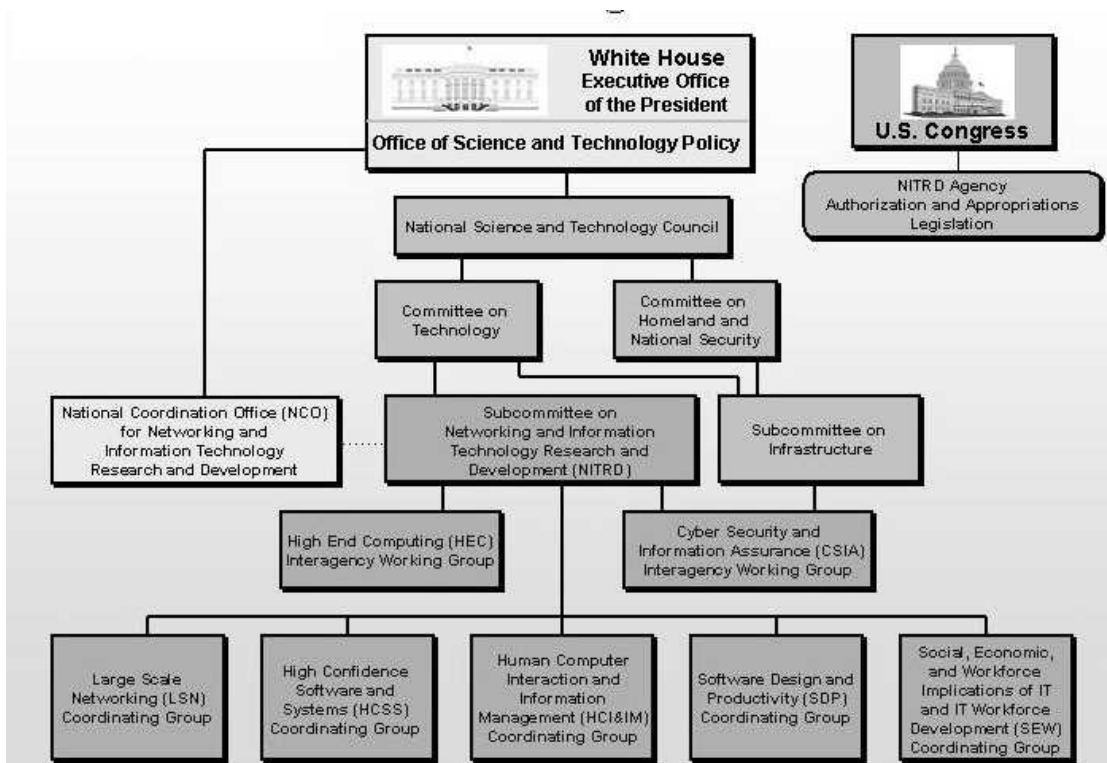 White House
Executive Office
of the President
Office of Science and Technology Policy
U.S. Congress
NITRD Agency
Authorization and Appropriations
Legislation
National Science and Technology Council
Committee on
Technology
Committee on
Homeland and
National Security
National Coordination Office (NCO)
for Networking and
Information Technology
Research and Development
Subcommittee on
Networking and Information
Technology Research and
Development (NITRD)
Subcommittee on
Infrastructure
High End Computing (HEC)
Interagency Working Group
Cyber Security and
Information Assurance (CSIA)
Interagency Working Group
Large Scale
Networking (LSN)
Coordinating Group
High Confidence
Software and
Systems (HCSS)
Coordinating Group
Human Computer
Interaction and
Information
Management (HCI&IM)
Coordinating Group
Software Design and
Productivity (SDP)
Coordinating Group
Social, Economic,
and Workforce
Implications of IT
and IT Workforce
Development (SEW)
Coordinating Group